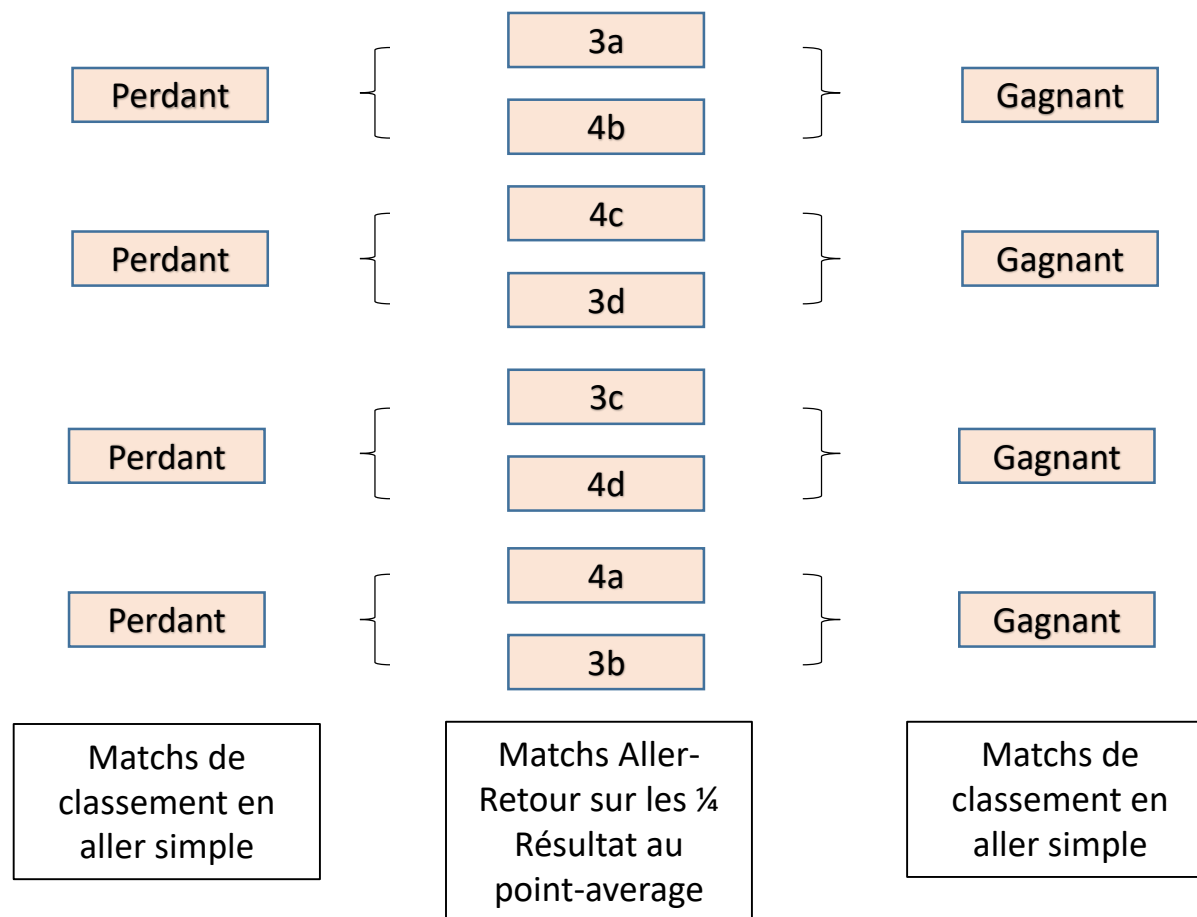 3a
Perdant
Gagnant
4b
4c
Perdant
Gagnant
3d
3c
Perdant
Gagnant
4d
4a
Perdant
Gagnant
3b
Matchs de
classement en
aller simple
Matchs Aller-
Retour sur les ¼
Résultat au
point-average
Matchs de
classement en
aller simple